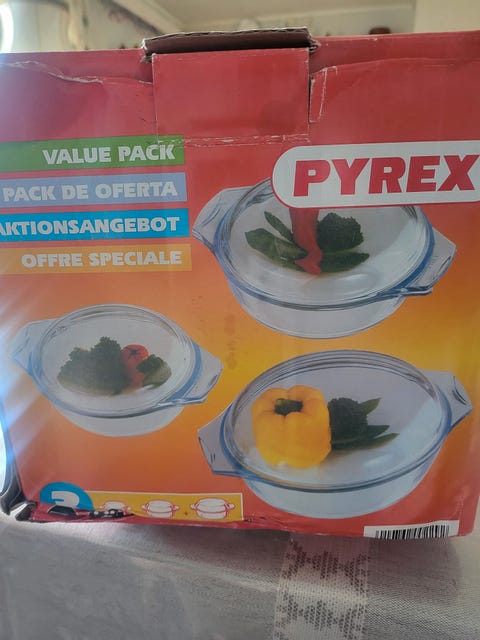 VALUE PACK
PACK DE OFERTA
AKTIONSANGEBOT
OFFRE SPECIALE
PYREX
3
+